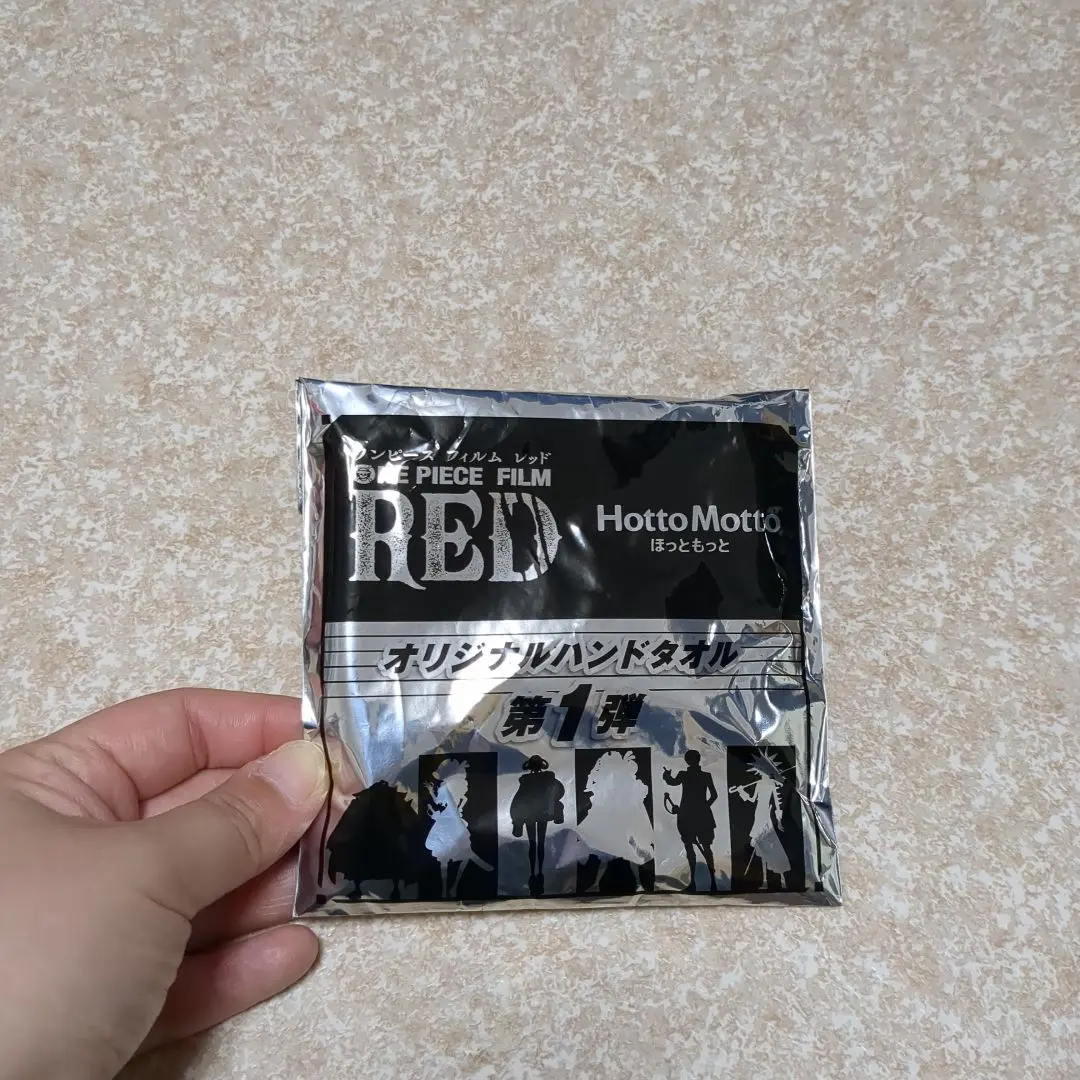 ワンピース フィルム レッド
ONE PIECE FILM
RED
HottoMotto
ほっともっと
オリジナルハンドタオル
第1弾